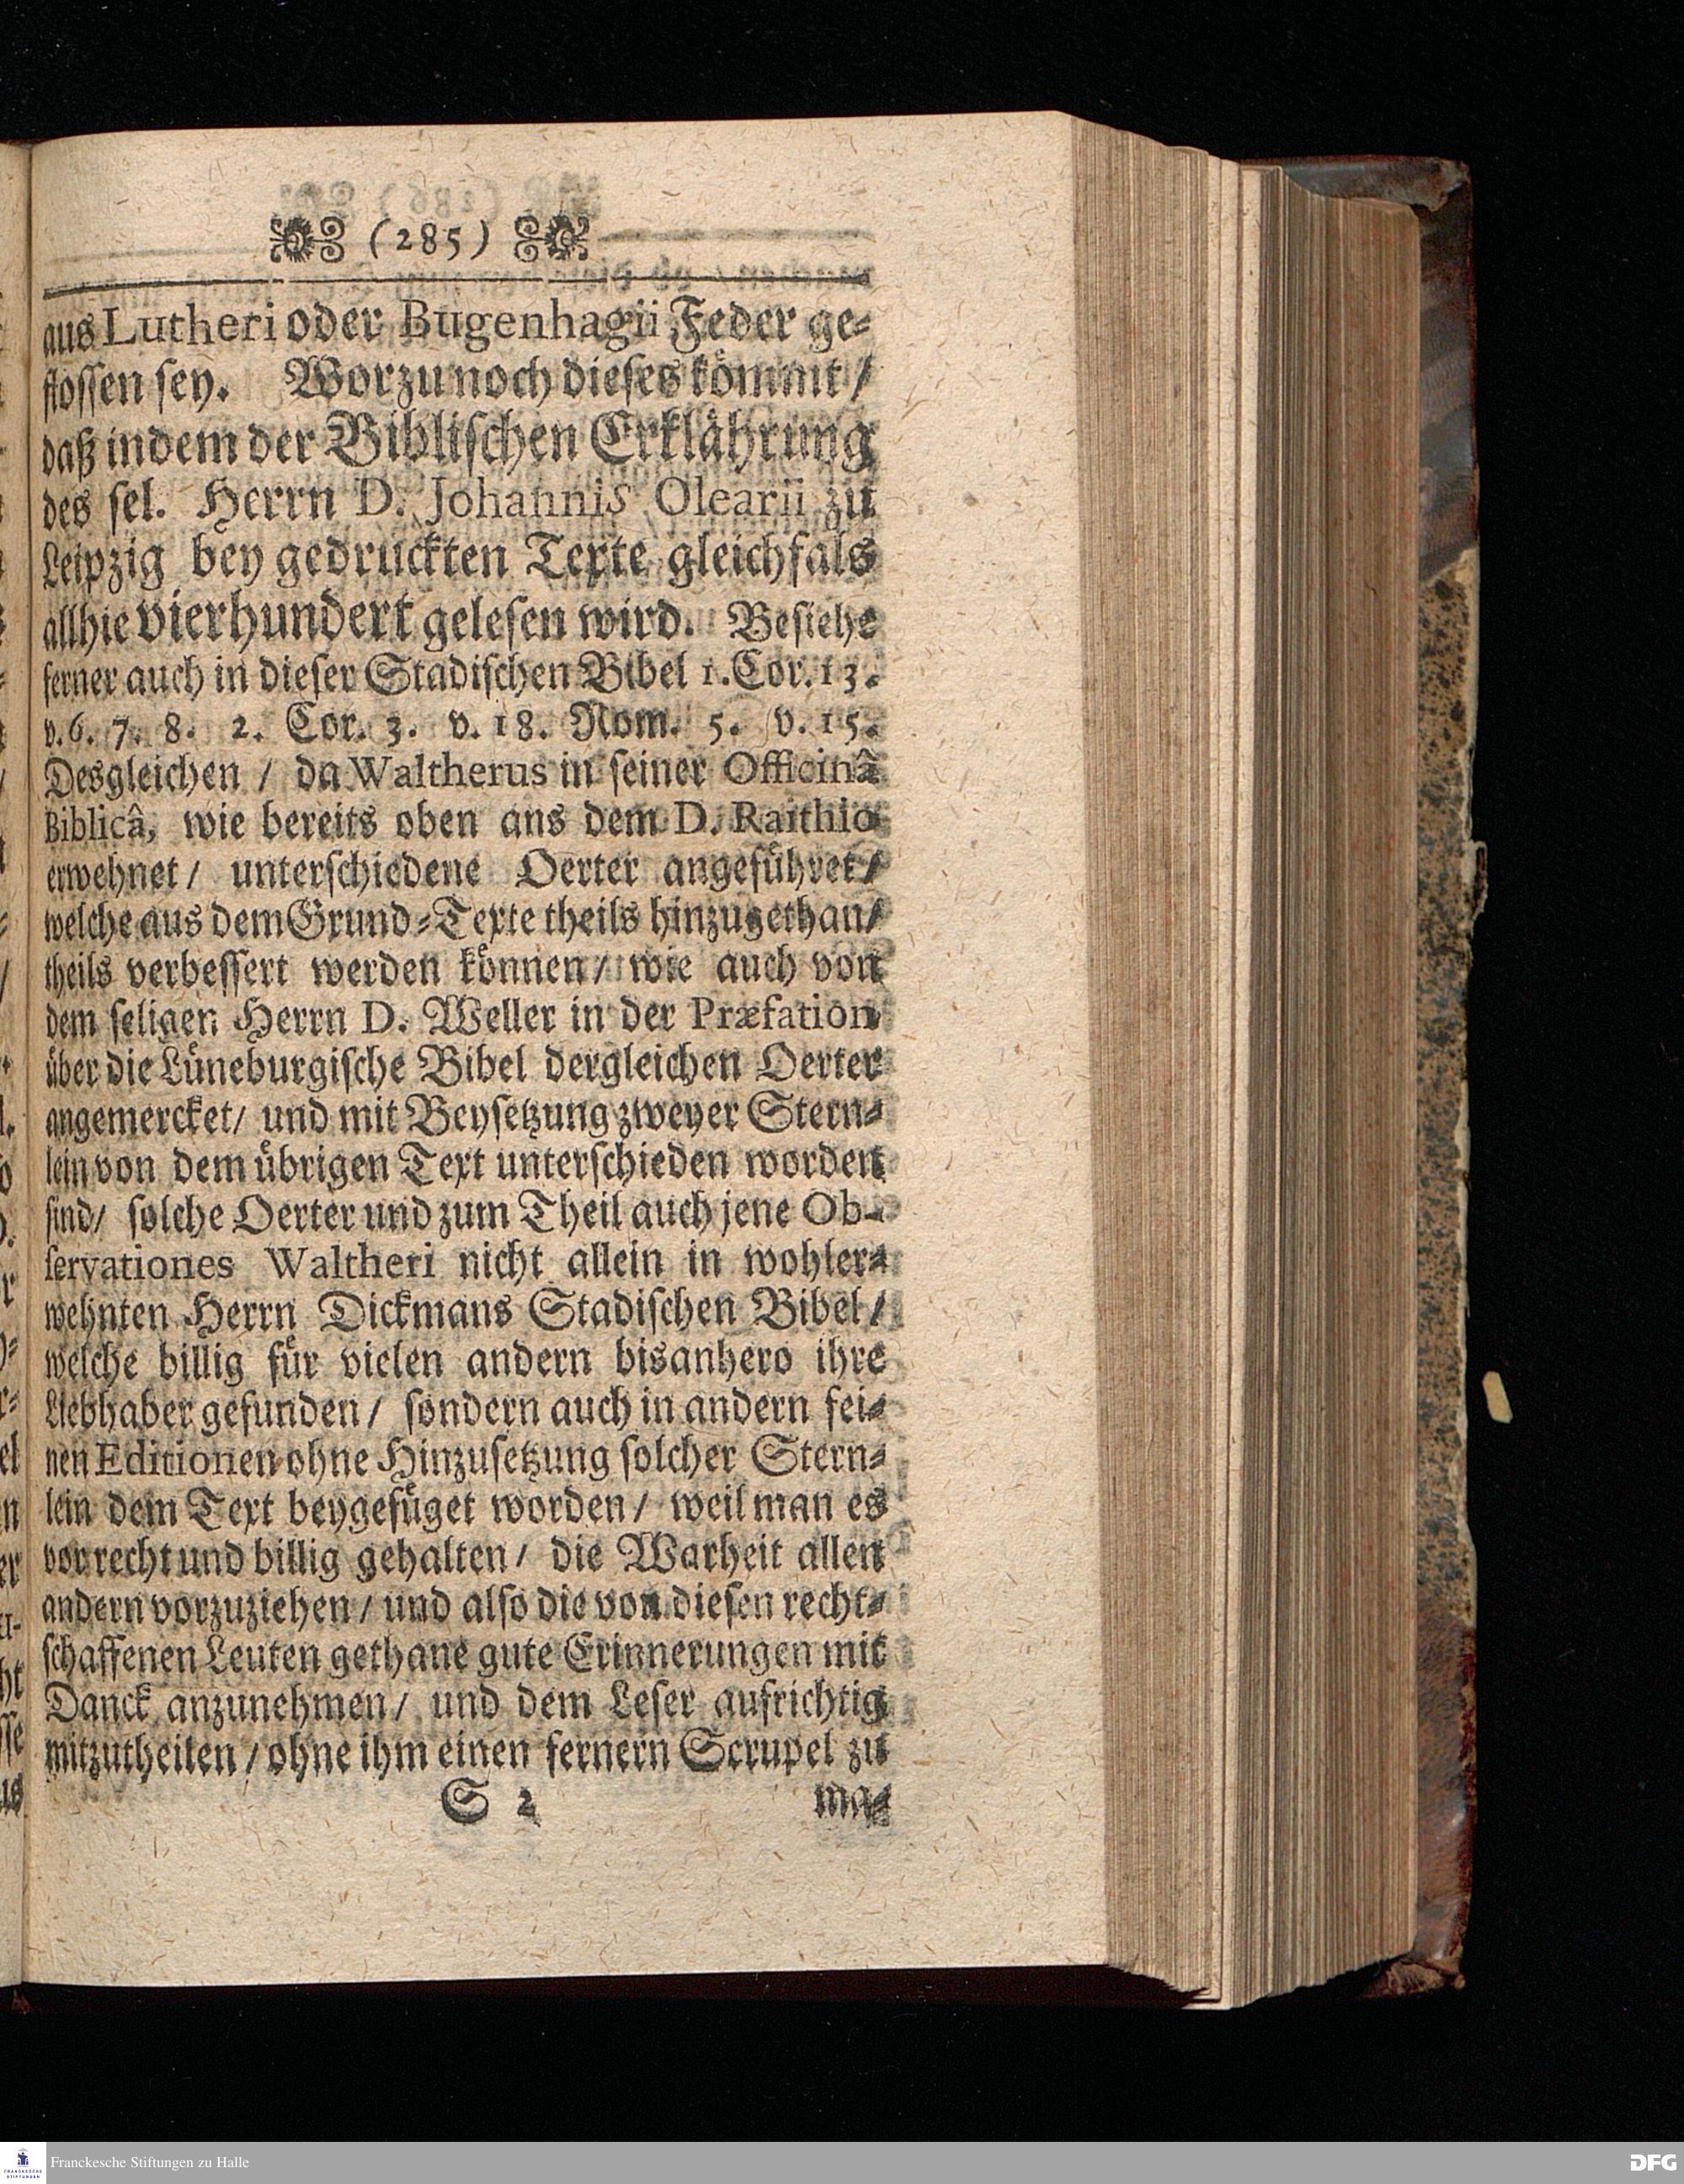 (285)
aus Lutheri oder Bugenhagii Feder ge-
flossen sey. Worzu noch dieses kömmt /
daß in dem der Biblischen Erklährung
des sel. Herrn D. Johannis Olearii zu
Leipzig bey gedruckten Texte gleichfals
allhie vierhundert gelesen wird. Besiehe
ferner auch in dieser Stadischen Bibel 1. Cor. 13.
v. 6. 7. 8. 2. Cor. 3. v. 18. Rom. 5. v. 15.
Desgleichen / da Waltherus in seiner Officinâ
Biblicâ, wie bereits oben ans dem D. Raithio
erwehnet / unterschiedene Oerter angeführet /
welche aus dem Grund-Texte theils hinzugethan /
theils verbessert werden können / wie auch von
dem seligen Herrn D. Weller in der Præfation
über die Lüneburgische Bibel dergleichen Oerter
angemercket / und mit Beysetzung zweyer Stern-
lein von dem übrigen Text unterschieden worden
sind / solche Oerter und zum Theil auch jene Ob-
servationes Waltheri nicht allein in wohler-
wehnten Herrn Dickmans Stadischen Bibel /
welche billig für vielen andern bisanhero ihre
Liebhaber gefunden / sondern auch in andern fei-
nen Editionen ohne Hinzusetzung solcher Stern-
lein dem Text beygefüget worden / weil man es
vor recht und billig gehalten / die Warheit allen
andern vorzuziehen / und also die von diesen recht-
schaffenen Leuten gethane gute Erinnerungen mit
Danck anzunehmen / und dem Leser aufrichtig
mitzutheilen / ohne ihm einen fernern Scrupel zu
S 2 ma-
FRANCKESCHE STIFTUNGEN
Franckesche Stiftungen zu Halle
DFG